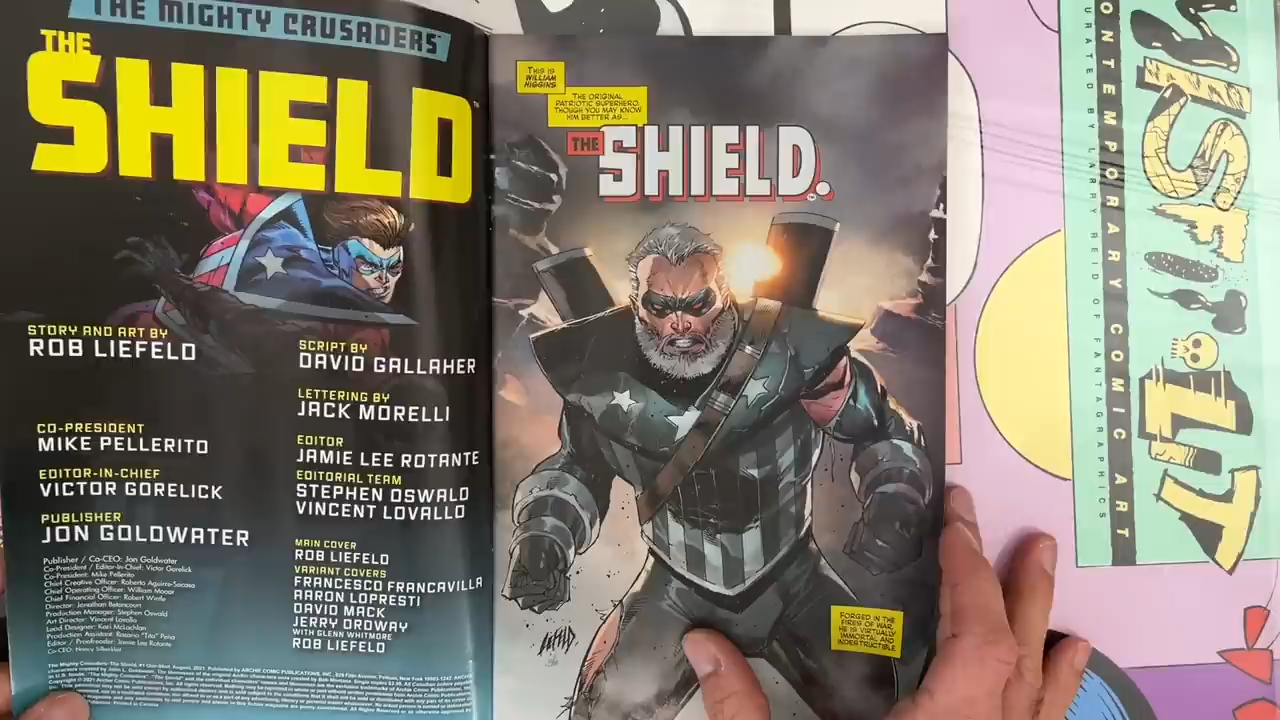 THE MIGHTY CRUSADERS™
THE
SHIELD™
STORY AND ART BY
ROB LIEFELD
SCRIPT BY
DAVID GALLAHER
LETTERING BY
JACK MORELLI
CO-PRESIDENT
MIKE PELLERITO
EDITOR
JAMIE LEE ROTANTE
EDITOR-IN-CHIEF
VICTOR GORELICK
EDITORIAL TEAM
STEPHEN OSWALD
VINCENT LOVALLO
PUBLISHER
JON GOLDWATER
MAIN COVER
ROB LIEFELD
VARIANT COVERS
FRANCESCO FRANCAVILLA
AARON LOPRESTI
DAVID MACK
JERRY ORDWAY
WITH GLENN WHITMORE
ROB LIEFELD
Publisher / Co-CEO: Jon Goldwater
Co-President / Editor-In-Chief: Victor Gorelick
Co-President: Mike Pellerito
Chief Creative Officer: Roberto Aguirre-Sacasa
Chief Operating Officer: William Mooar
Chief Financial Officer: Robert Wintle
Director: Jonathan Betancourt
Production Manager: Stephen Oswald
Art Director: Vincent Lovallo
Lead Designer: Kari McLachlan
Production Assistant: Rosario "Tito" Peña
Editor / Proofreader: Jamie Lee Rotante
Co-CEO: Nancy Silberkleit
THIS IS
WILLIAM
HIGGINS
THE ORIGINAL
PATRIOTIC SUPERHERO.
THOUGH YOU MAY KNOW
HIM BETTER AS...
THE SHIELD.
FORGED IN THE
FIRES OF WAR,
HE IS VIRTUALLY
IMMORTAL AND
INDESTRUCTIBLE
LIEFELD
MISFIT LIT
CONTEMPORARY COMIC ART
CURATED BY LARRY REID OF FANTAGRAPHICS